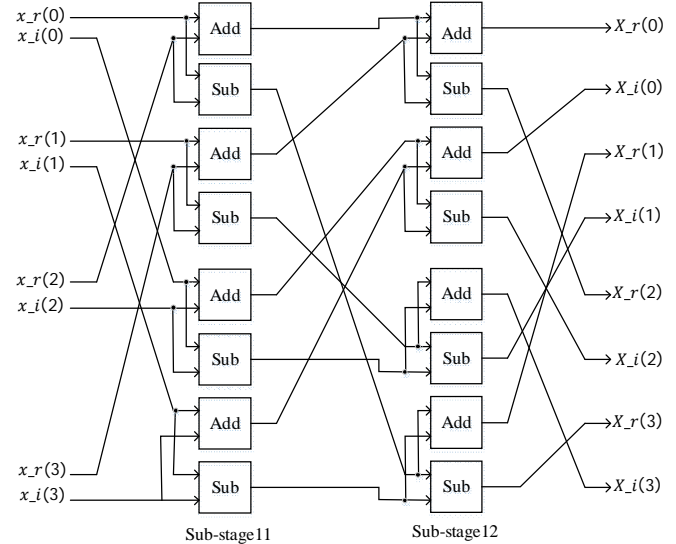 x_r(0)
x_i(0)
x_r(1)
x_i(1)
x_r(2)
x_i(2)
x_r(3)
x_i(3)
Add
Sub
Add
Sub
Add
Sub
Add
Sub
Sub-stage11
Add
Sub
Add
Sub
Add
Sub
Add
Sub
Sub-stage12
X_r(0)
X_i(0)
X_r(1)
X_i(1)
X_r(2)
X_i(2)
X_r(3)
X_i(3)